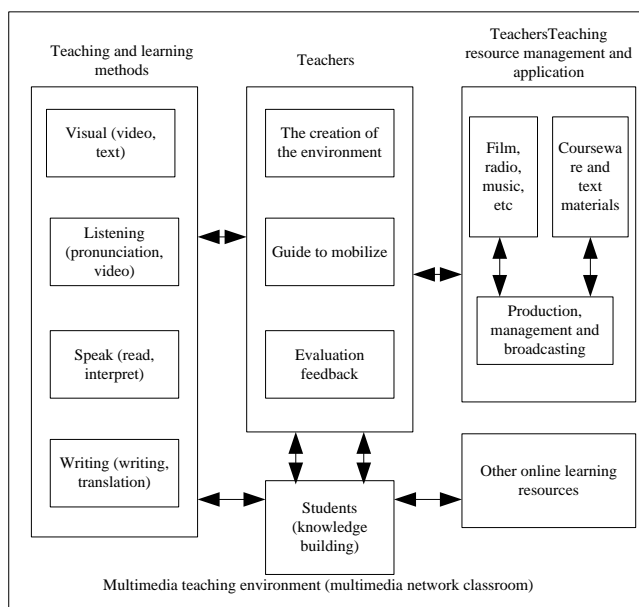 Teaching and learning
methods
Visual (video,
text)
Listening
(pronunciation,
video)
Speak (read,
interpret)
Writing (writing,
translation)
Teachers
The creation of
the environment
Guide to mobilize
Evaluation
feedback
Students
(knowledge
building)
TeachersTeaching
resource management and
application
Film,
radio,
music,
etc
Coursewa
re and
text
materials
Production,
management and
broadcasting
Other online learning
resources
Multimedia teaching environment (multimedia network classroom)